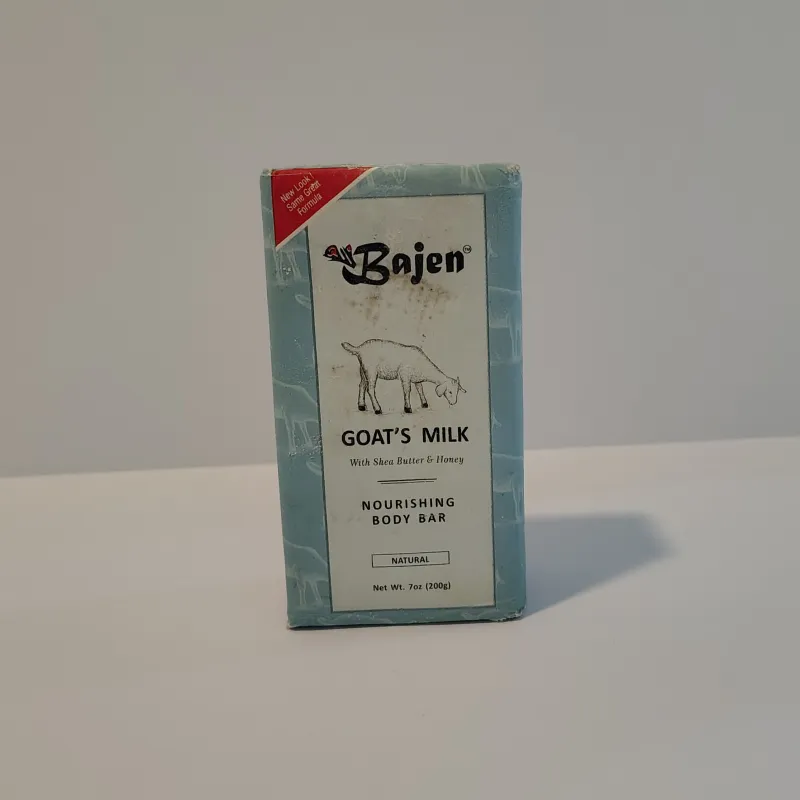 New Look !
Same Great
Formula
Bajen™
GOAT'S MILK
With Shea Butter & Honey
NOURISHING
BODY BAR
NATURAL
Net Wt. 7oz (200g)